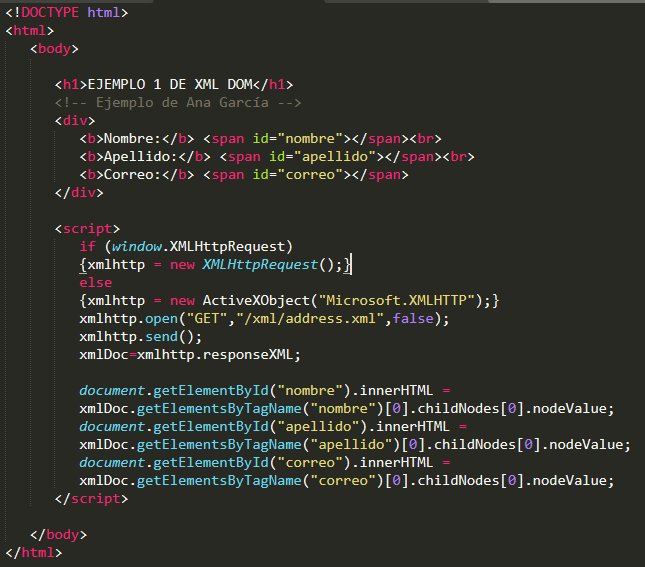 <!DOCTYPE html>
<html>
<body>
<h1>EJEMPLO 1 DE XML DOM</h1>
<!-- Ejemplo de Ana García -->
<div>
<b>Nombre:</b> <span id="nombre"></span><br>
<b>Apellido:</b> <span id="apellido"></span><br>
<b>Correo:</b> <span id="correo"></span>
</div>
<script>
if (window.XMLHttpRequest)
{xmlhttp = new XMLHttpRequest();}
else
{xmlhttp = new ActiveXObject("Microsoft.XMLHTTP");}
xmlhttp.open("GET","/xml/address.xml",false);
xmlhttp.send();
xmlDoc=xmlhttp.responseXML;
document.getElementById("nombre").innerHTML =
xmlDoc.getElementsByTagName("nombre")[0].childNodes[0].nodeValue;
document.getElementById("apellido").innerHTML =
xmlDoc.getElementsByTagName("apellido")[0].childNodes[0].nodeValue;
document.getElementById("correo").innerHTML =
xmlDoc.getElementsByTagName("correo")[0].childNodes[0].nodeValue;
</script>
</body>
</html>